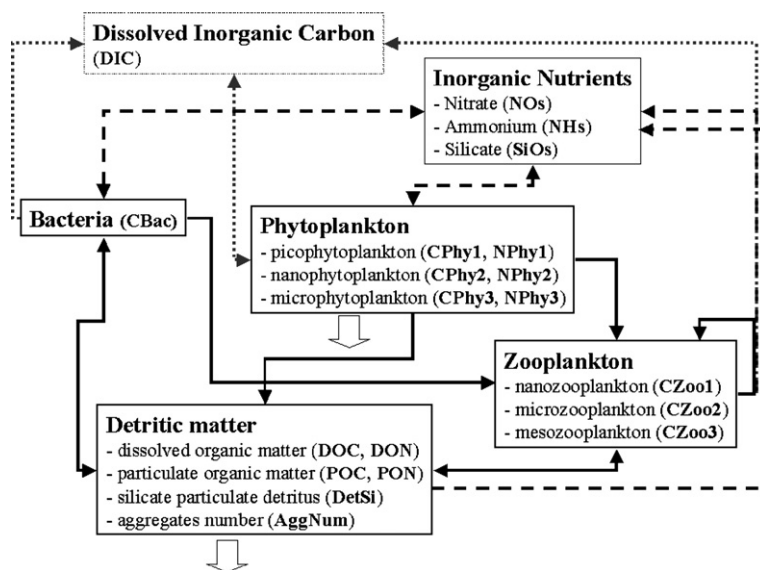 Dissolved Inorganic Carbon
(DIC)
Inorganic Nutrients
- Nitrate (NOs)
- Ammonium (NHs)
- Silicate (SiOs)
Bacteria (CBac)
Phytoplankton
- picophytoplankton (CPhy1, NPhy1)
- nanophytoplankton (CPhy2, NPhy2)
- microphytoplankton (CPhy3, NPhy3)
Zooplankton
- nanozooplankton (CZoo1)
- microzooplankton (CZoo2)
- mesozooplankton (CZoo3)
Detritic matter
- dissolved organic matter (DOC, DON)
- particulate organic matter (POC, PON)
- silicate particulate detritus (DetSi)
- aggregates number (AggNum)